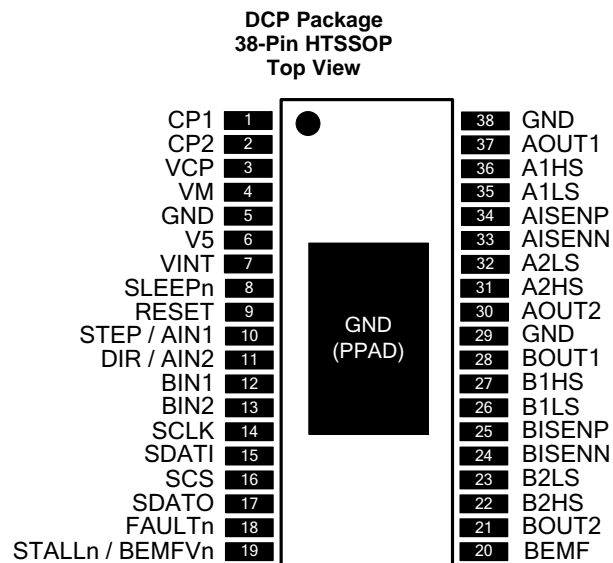 DCP Package
38-Pin HTSSOP
Top View
CP1 1 38 GND
CP2 2 37 AOUT1
VCP 3 36 A1HS
VM 4 35 A1LS
GND 5 34 AISENP
V5 6 33 AISENN
VINT 7 32 A2LS
SLEEPn 8 31 A2HS
RESET 9 30 AOUT2
STEP / AIN1 10 29 GND
DIR / AIN2 11 28 BOUT1
BIN1 12 27 B1HS
BIN2 13 26 B1LS
SCLK 14 25 BISENP
SDATI 15 24 BISENN
SCS 16 23 B2LS
SDATO 17 22 B2HS
FAULTn 18 21 BOUT2
STALLn / BEMFVn 19 20 BEMF
GND
(PPAD)